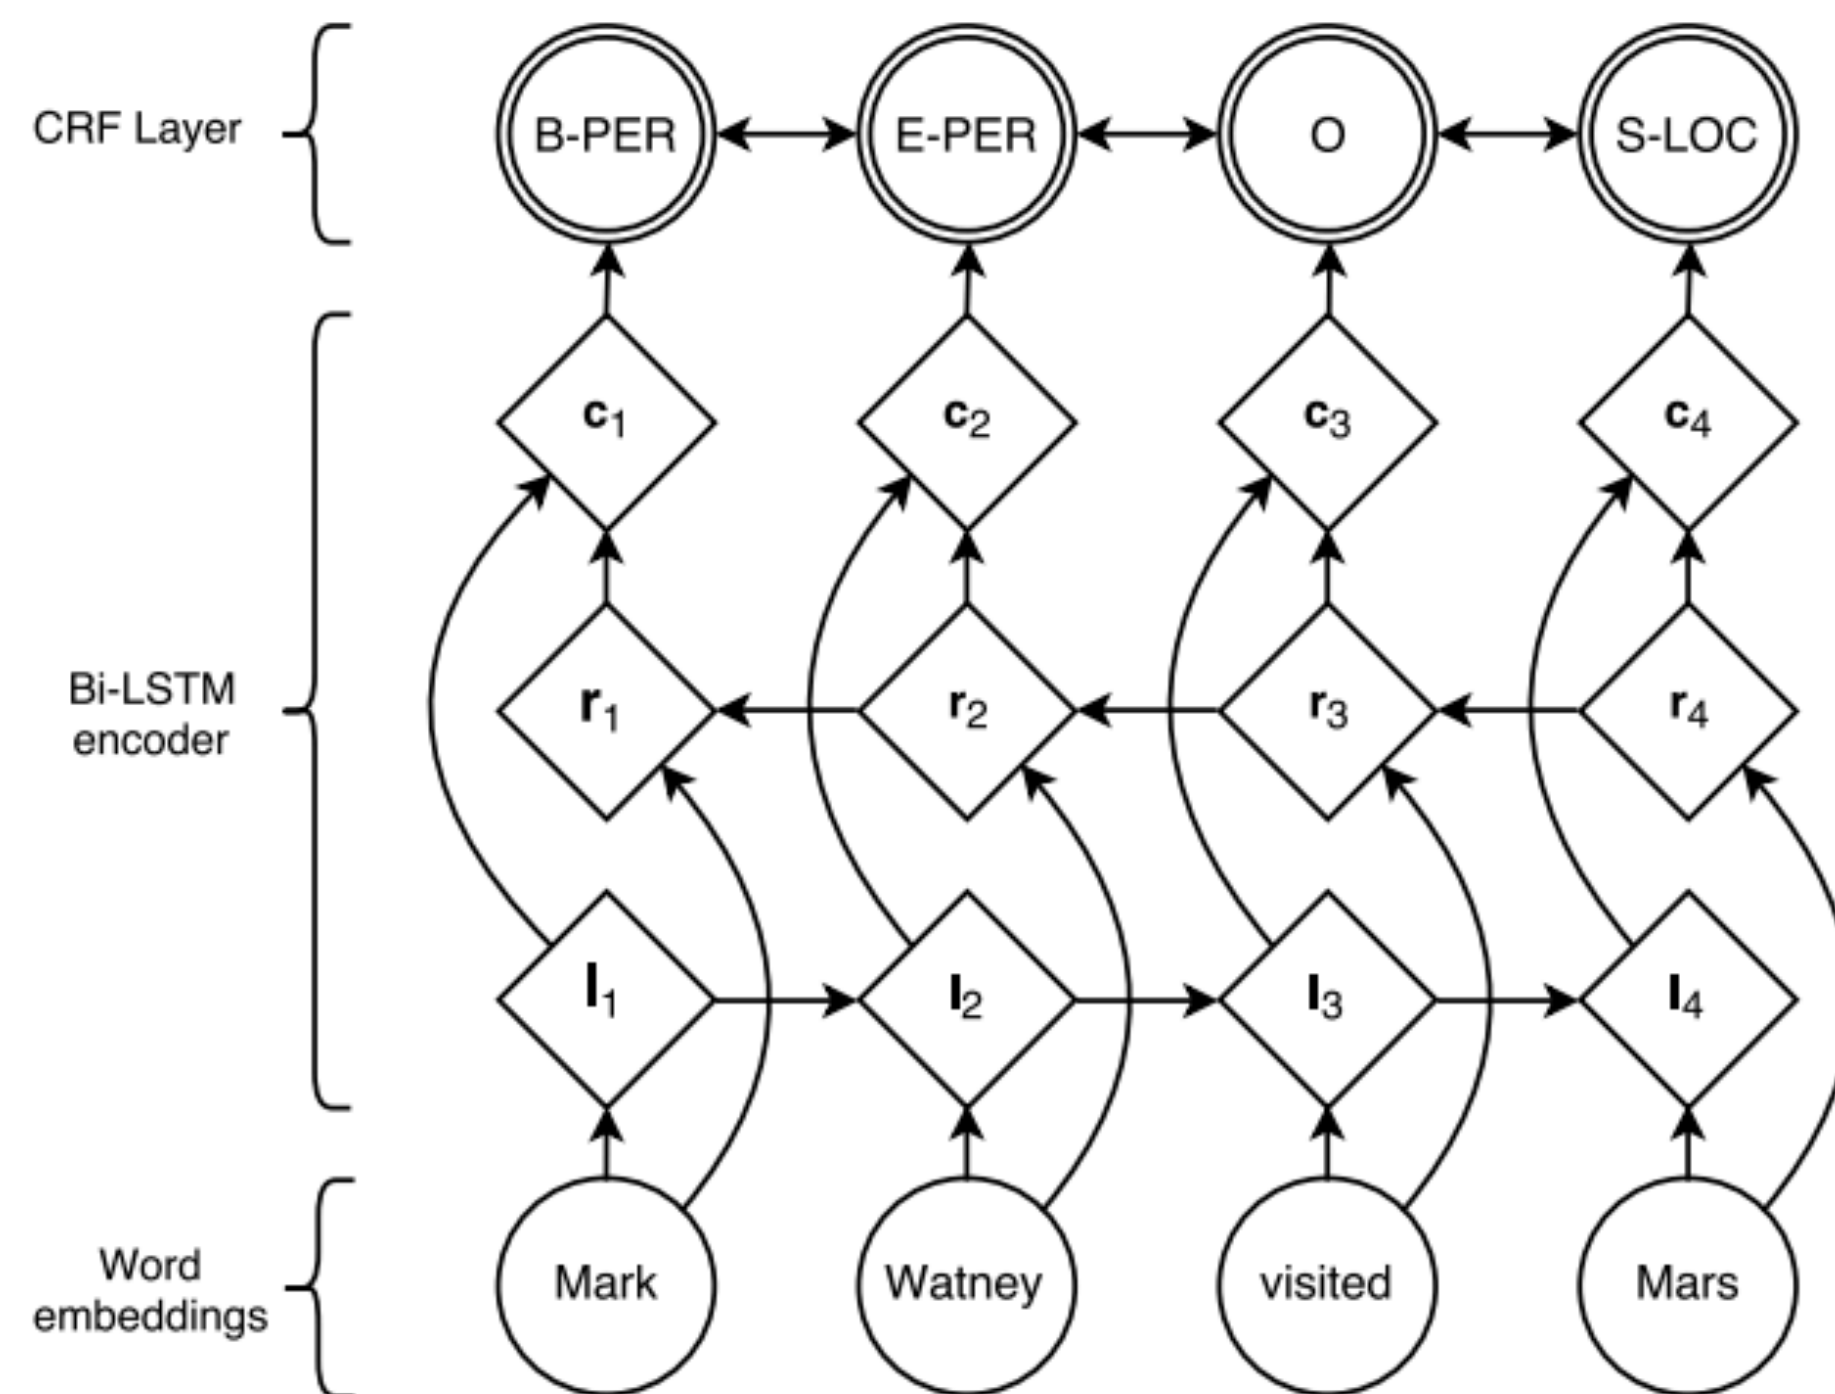 CRF Layer
B-PER E-PER O S-LOC
c₁ c₂ c₃ c₄
Bi-LSTM
encoder
r₁ r₂ r₃ r₄
l₁ l₂ l₃ l₄
Word
embeddings
Mark Watney visited Mars